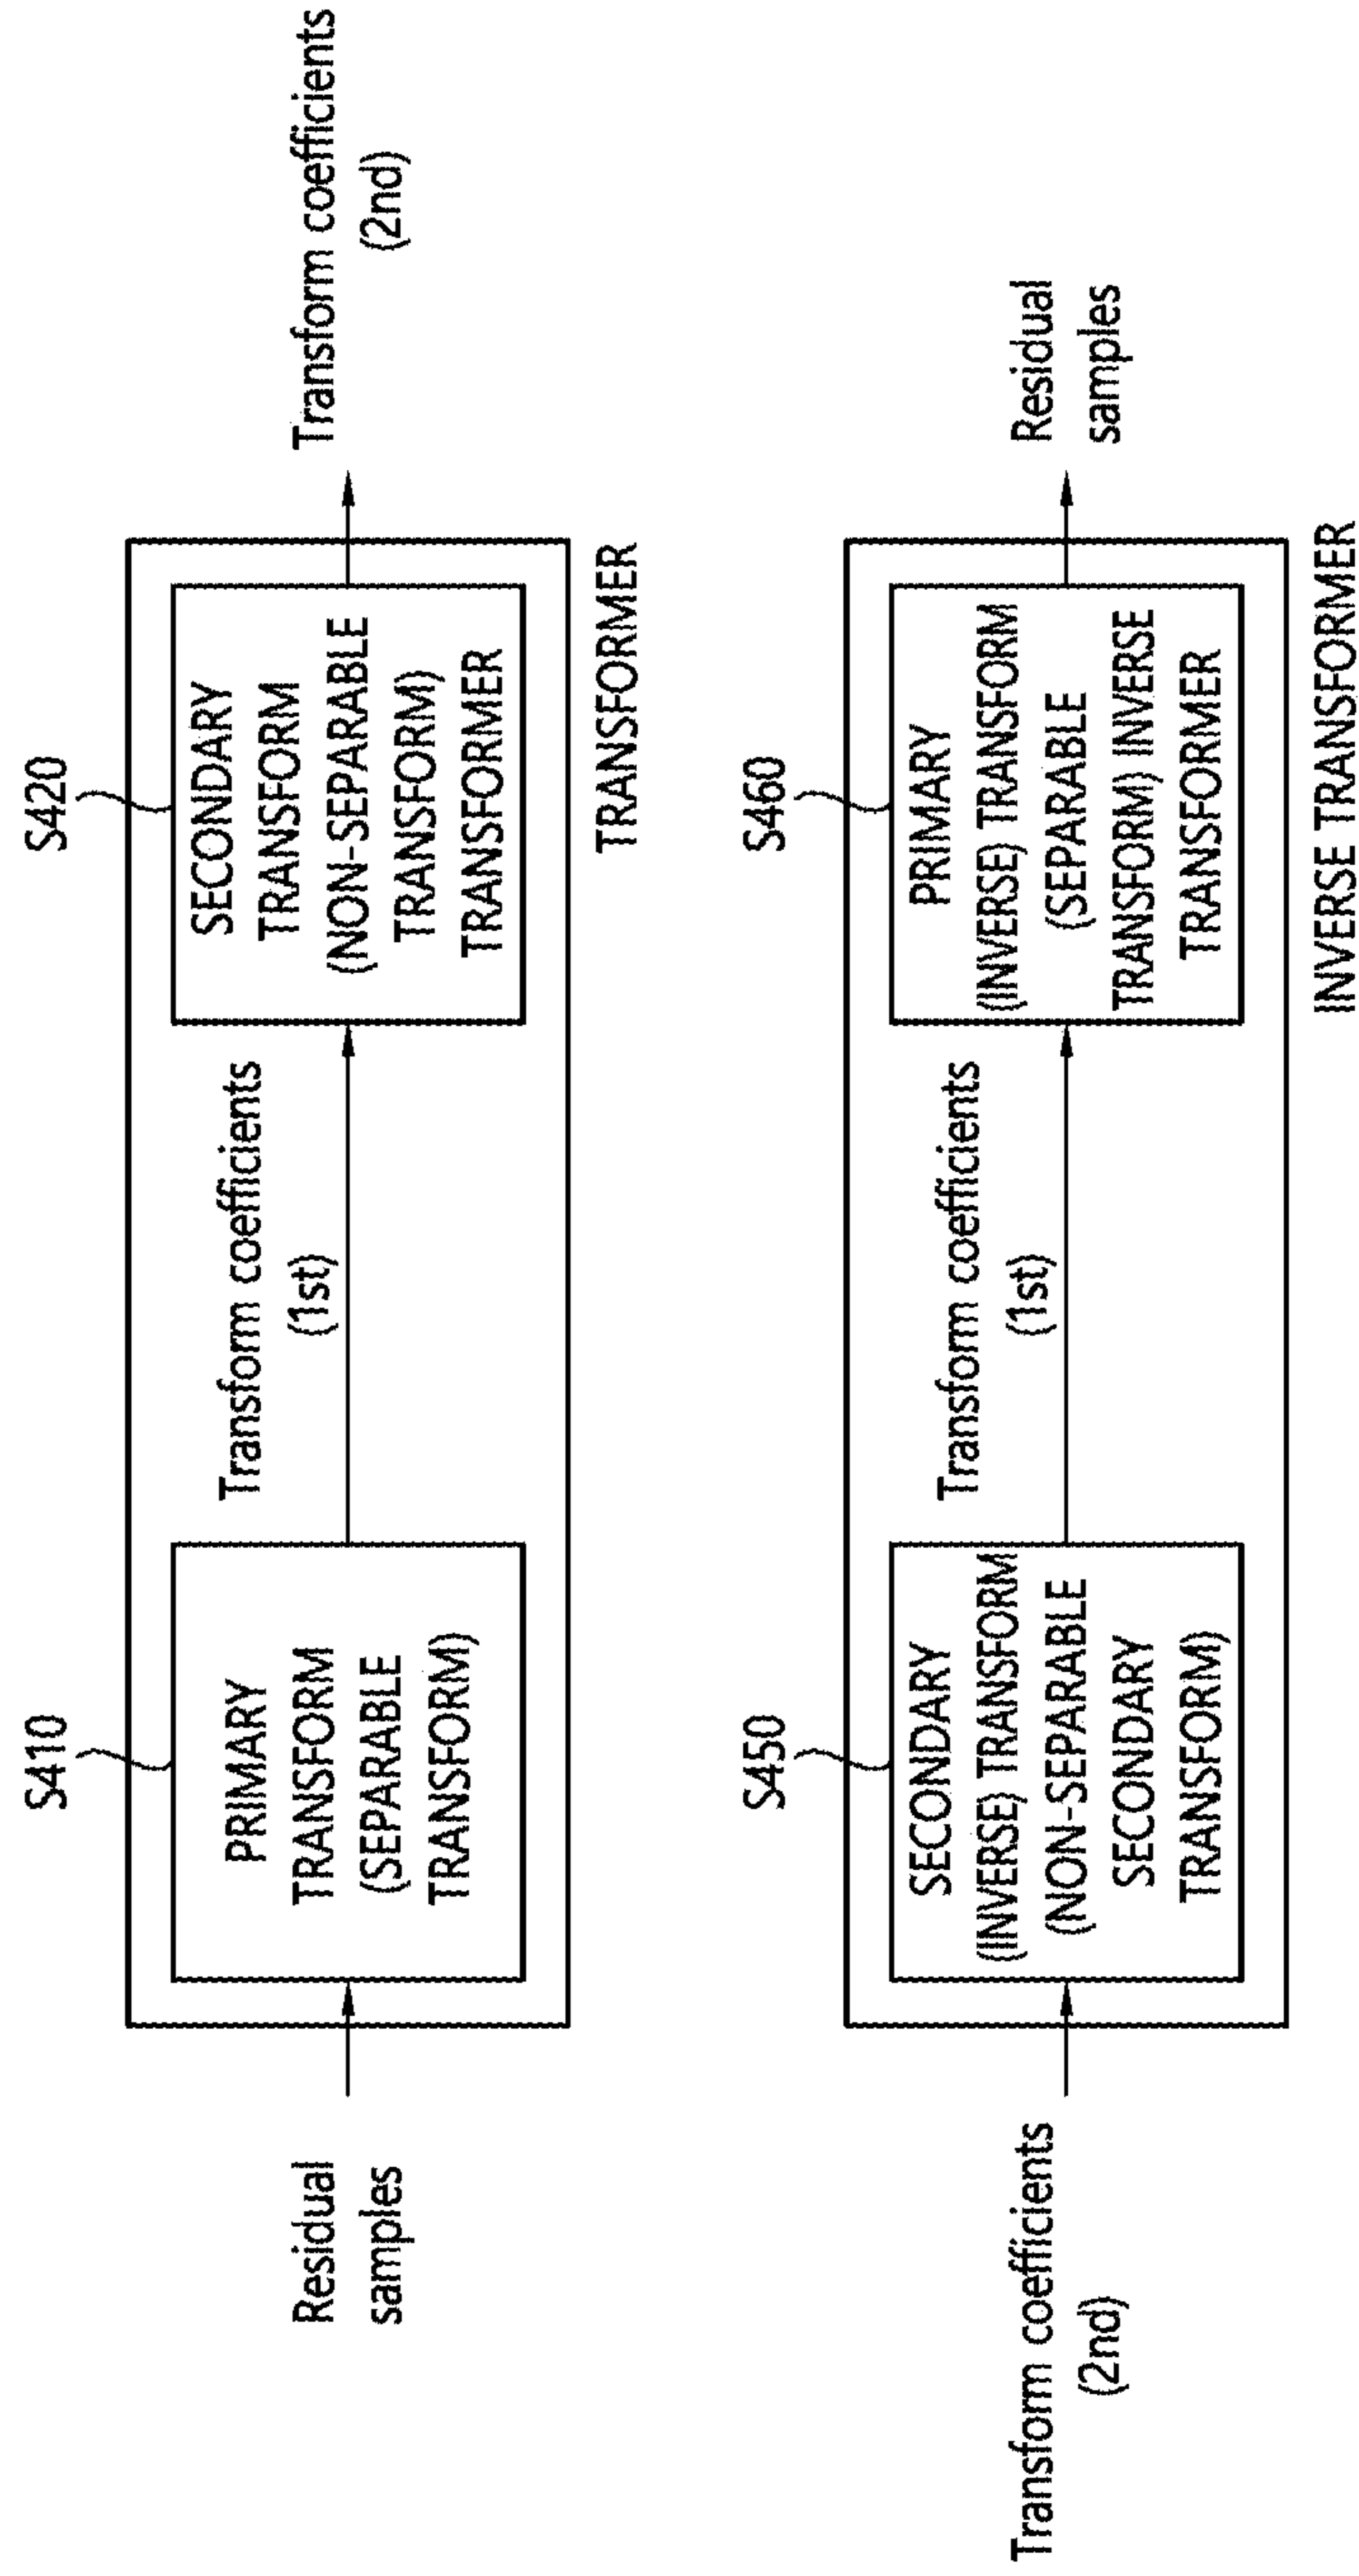 S410
S420
Residual
samples
PRIMARY
TRANSFORM
(SEPARABLE
TRANSFORM)
Transform coefficients
(1st)
SECONDARY
TRANSFORM
(NON-SEPARABLE
TRANSFORM)
TRANSFORMER
Transform coefficients
(2nd)
TRANSFORMER
S450
S460
Transform coefficients
(2nd)
SECONDARY
(INVERSE) TRANSFORM
(NON-SEPARABLE
SECONDARY
TRANSFORM)
Transform coefficients
(1st)
PRIMARY
(INVERSE) TRANSFORM
(SEPARABLE
TRANSFORM) INVERSE
TRANSFORMER
Residual
samples
INVERSE TRANSFORMER